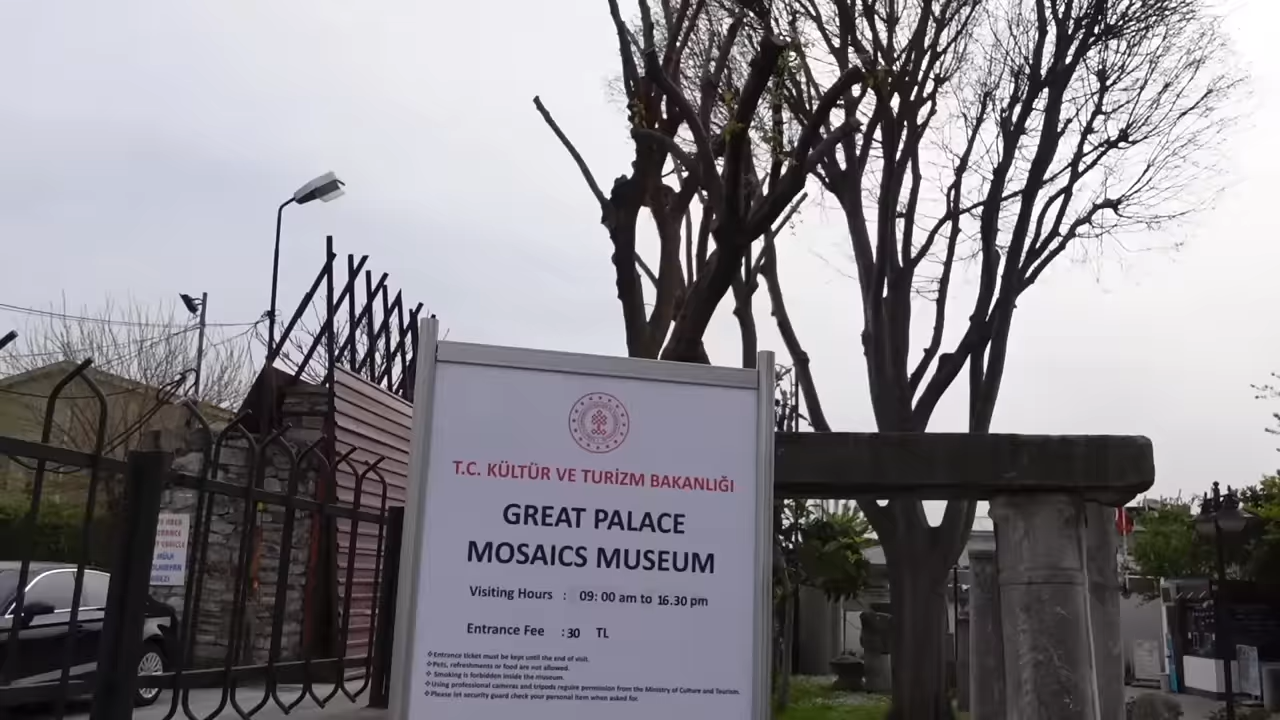 T.C. KÜLTÜR VE TURİZM BAKANLIĞI
GREAT PALACE
MOSAICS MUSEUM
Visiting Hours : 09: 00 am to 16.30 pm
Entrance Fee : 30 TL
❖Entrance ticket must be kept until the end of visit.
❖Pets, refreshments or food are not allowed.
❖ Smoking is forbidden inside the museum.
❖Using professional cameras and tripods require permission from the Ministry of Culture and Tourism.
❖Please let security guard check your personal item when asked for.